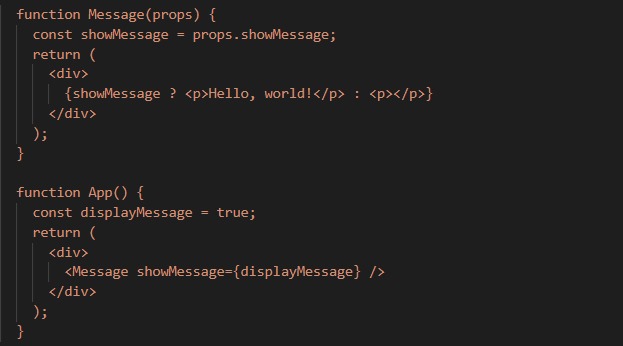 function Message(props) {
  const showMessage = props.showMessage;
  return (
    <div>
      {showMessage ? <p>Hello, world!</p> : <p></p>}
    </div>
  );
}

function App() {
  const displayMessage = true;
  return (
    <div>
      <Message showMessage={displayMessage} />
    </div>
  );
}